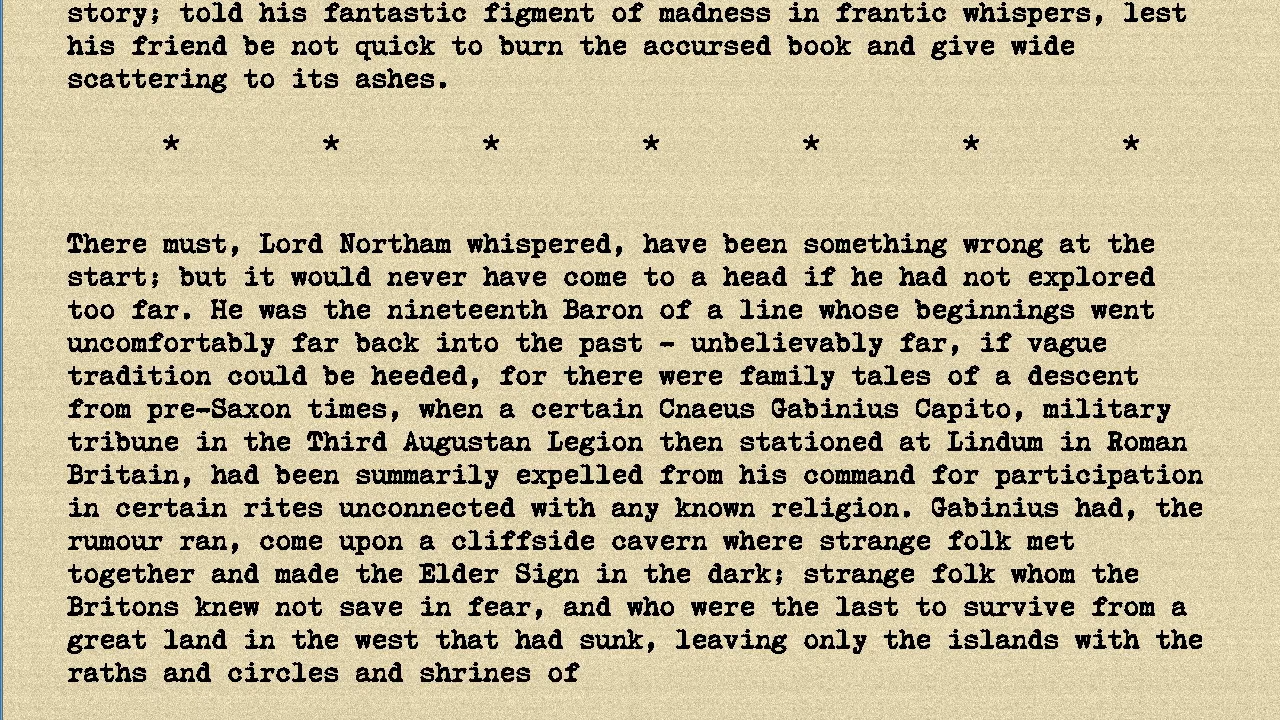 story; told his fantastic figment of madness in frantic whispers, lest
his friend be not quick to burn the accursed book and give wide
scattering to its ashes.
* * * * * * *
There must, Lord Northam whispered, have been something wrong at the
start; but it would never have come to a head if he had not explored
too far. He was the nineteenth Baron of a line whose beginnings went
uncomfortably far back into the past - unbelievably far, if vague
tradition could be heeded, for there were family tales of a descent
from pre-Saxon times, when a certain Cnaeus Gabinius Capito, military
tribune in the Third Augustan Legion then stationed at Lindum in Roman
Britain, had been summarily expelled from his command for participation
in certain rites unconnected with any known religion. Gabinius had, the
rumour ran, come upon a cliffside cavern where strange folk met
together and made the Elder Sign in the dark; strange folk whom the
Britons knew not save in fear, and who were the last to survive from a
great land in the west that had sunk, leaving only the islands with the
raths and circles and shrines of